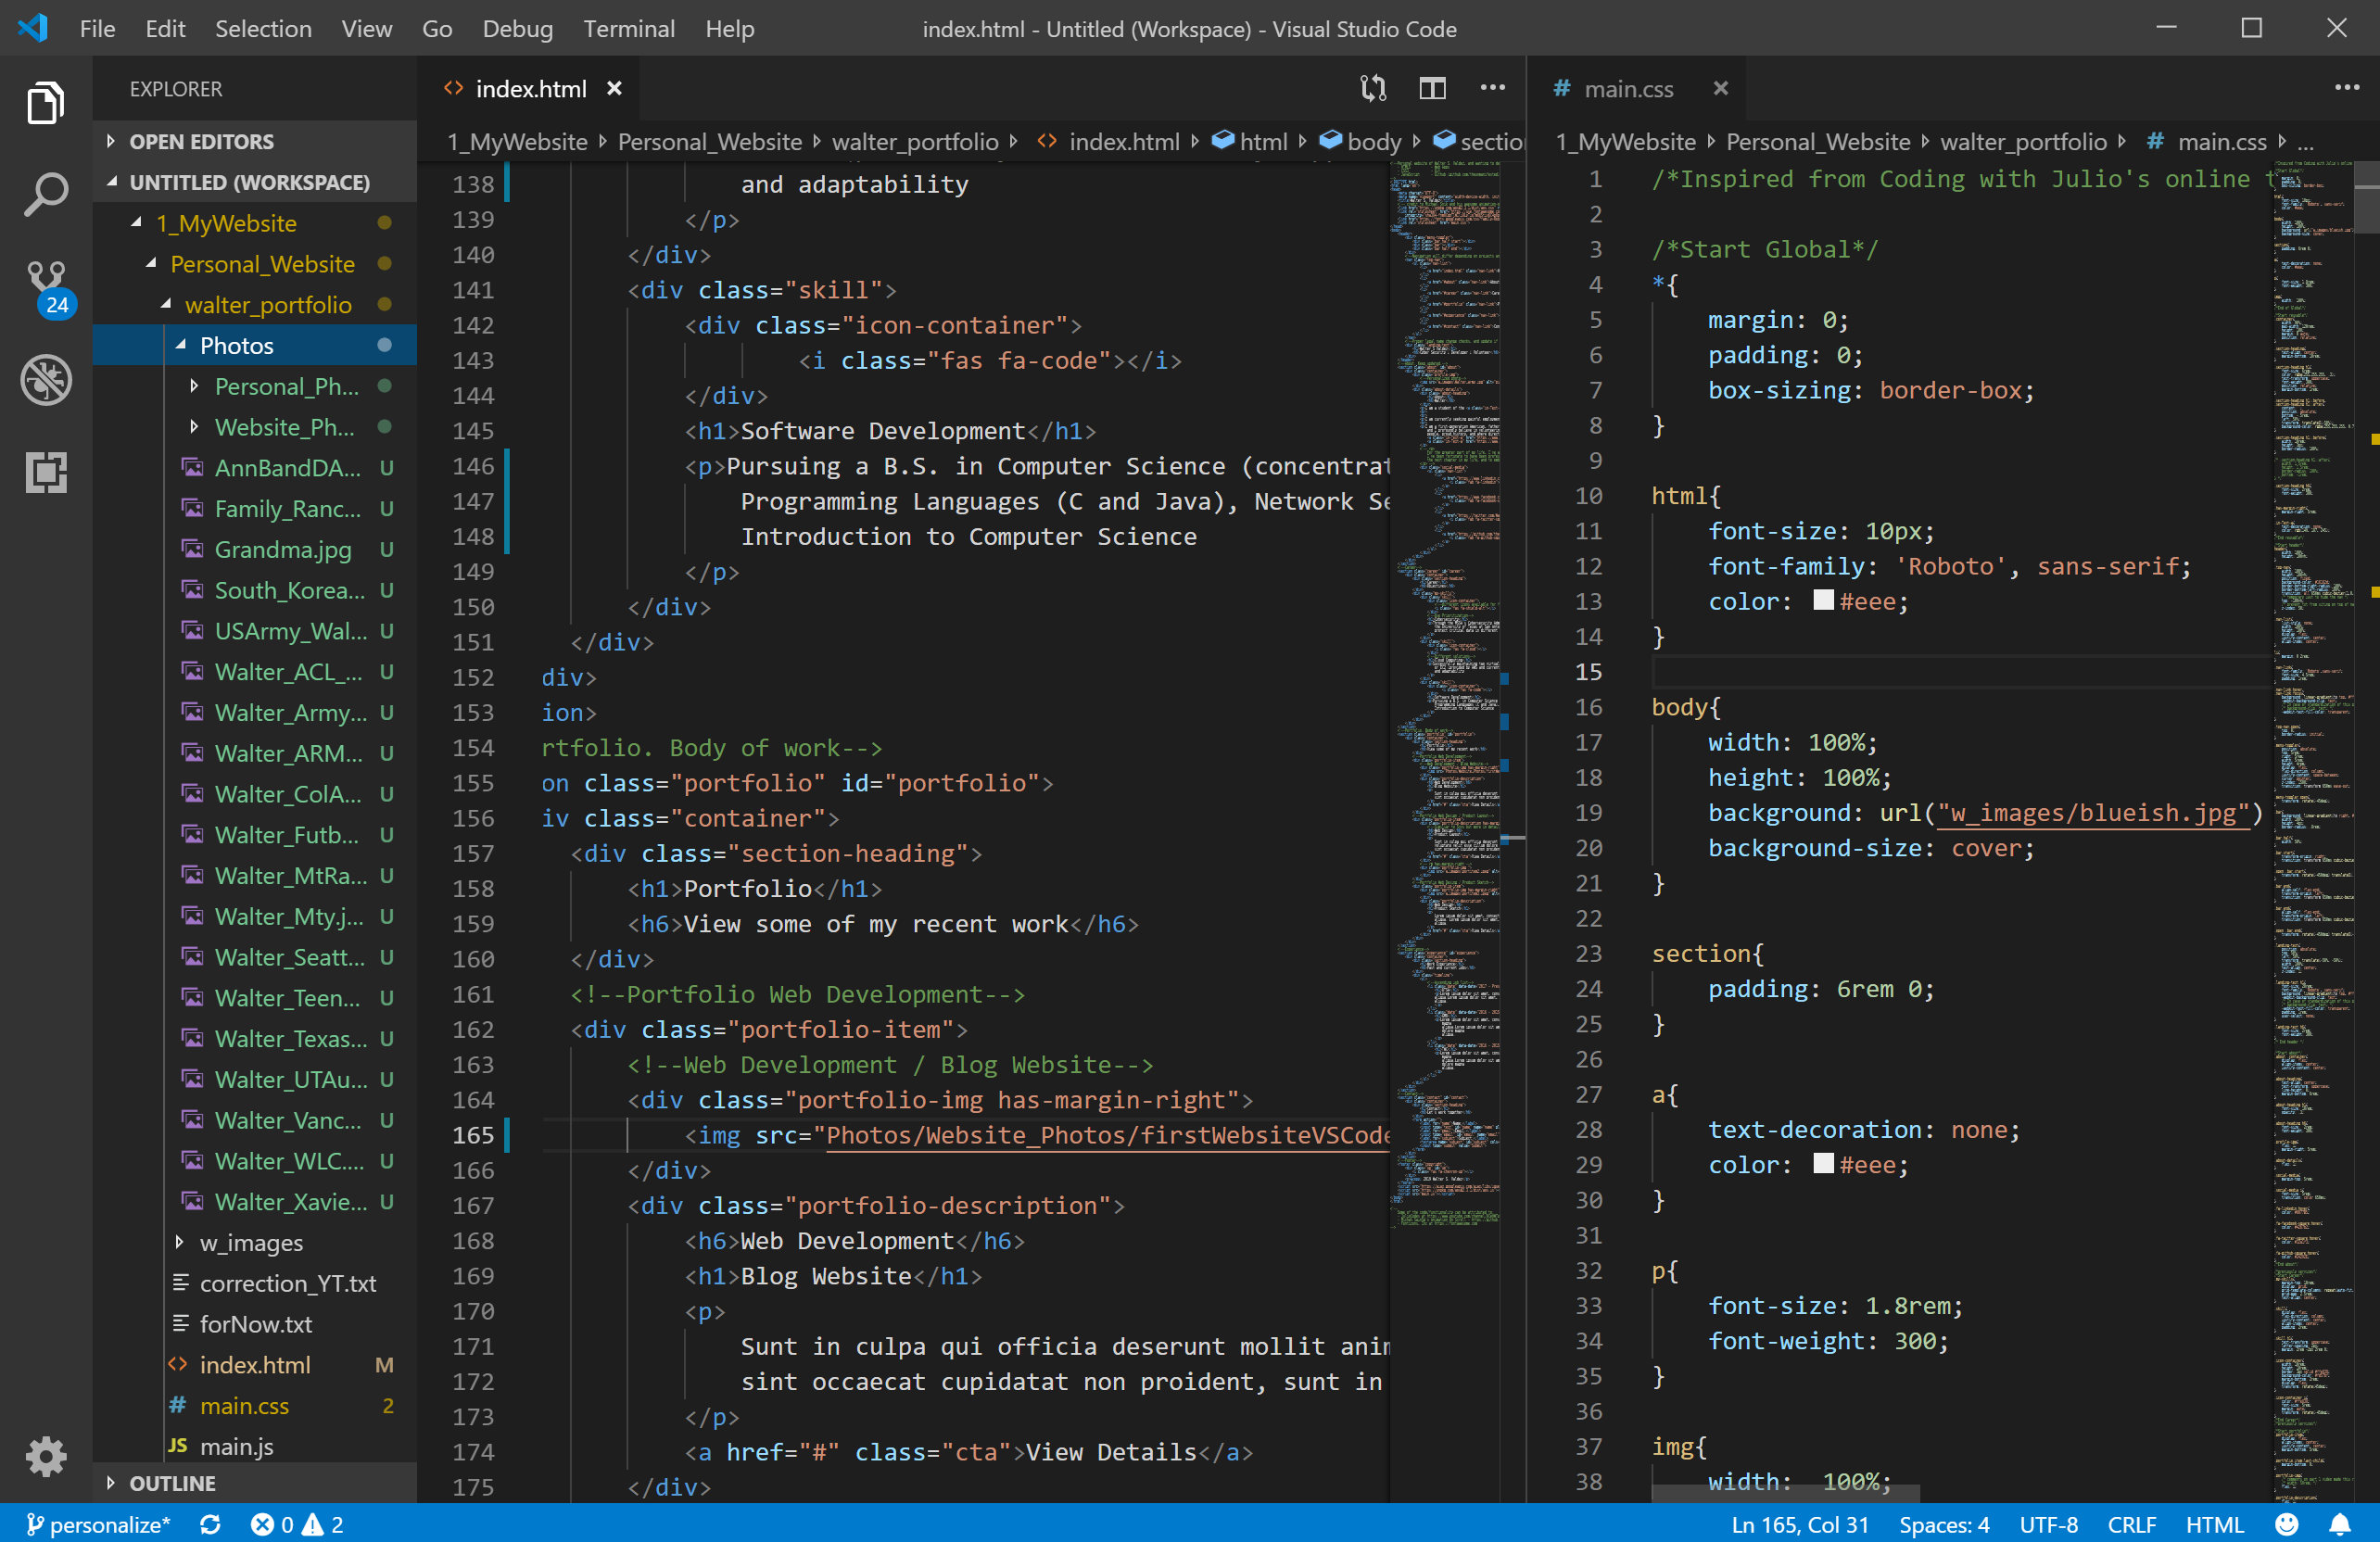 File Edit Selection View Go Debug Terminal Help
index.html - Untitled (Workspace) - Visual Studio Code
EXPLORER
OPEN EDITORS
UNTITLED (WORKSPACE)
1_MyWebsite
Personal_Website
walter_portfolio
Photos
Personal_Ph...
Website_Ph...
AnnBandDA... U
Family_Ranc... U
Grandma.jpg U
South_Korea... U
USArmy_Wal... U
Walter_ACL_... U
Walter_Army... U
Walter_ARM... U
Walter_ColA... U
Walter_Futb... U
Walter_MtRa... U
Walter_Mty.j... U
Walter_Seatt... U
Walter_Teen... U
Walter_Texas... U
Walter_UTAu... U
Walter_Vanc... U
Walter_WLC.... U
Walter_Xavie... U
w_images
correction_YT.txt
forNow.txt
<> index.html M
# main.css 2
JS main.js
OUTLINE
24
<> index.html ×
1_MyWebsite Personal_Website walter_portfolio <> index.html html body section
138 and adaptability
139 </p>
140 </div>
141 <div class="skill">
142 <div class="icon-container">
143 <i class="fas fa-code"></i>
144 </div>
145 <h1>Software Development</h1>
146 <p>Pursuing a B.S. in Computer Science (concentrat
147 Programming Languages (C and Java), Network Se
148 Introduction to Computer Science
149 </p>
150 </div>
151 </div>
152 div>
153 ion>
154 rtfolio. Body of work-->
155 on class="portfolio" id="portfolio">
156 iv class="container">
157 <div class="section-heading">
158 <h1>Portfolio</h1>
159 <h6>View some of my recent work</h6>
160 </div>
161 <!--Portfolio Web Development-->
162 <div class="portfolio-item">
163 <!--Web Development / Blog Website-->
164 <div class="portfolio-img has-margin-right">
165 <img src="Photos/Website_Photos/firstWebsiteVSCode
166 </div>
167 <div class="portfolio-description">
168 <h6>Web Development</h6>
169 <h1>Blog Website</h1>
170 <p>
171 Sunt in culpa qui officia deserunt mollit anim
172 sint occaecat cupidatat non proident, sunt in
173 </p>
174 <a href="#" class="cta">View Details</a>
175 </div>
# main.css ×
1_MyWebsite Personal_Website walter_portfolio # main.css ...
1 /*Inspired from Coding with Julio's online t
2
3 /*Start Global*/
4 *{
5 margin: 0;
6 padding: 0;
7 box-sizing: border-box;
8 }
9
10 html{
11 font-size: 10px;
12 font-family: 'Roboto', sans-serif;
13 color: #eee;
14 }
15
16 body{
17 width: 100%;
18 height: 100%;
19 background: url("w_images/blueish.jpg")
20 background-size: cover;
21 }
22
23 section{
24 padding: 6rem 0;
25 }
26
27 a{
28 text-decoration: none;
29 color: #eee;
30 }
31
32 p{
33 font-size: 1.8rem;
34 font-weight: 300;
35 }
36
37 img{
38 width: 100%;
personalize* 0 2
Ln 165, Col 31 Spaces: 4 UTF-8 CRLF HTML